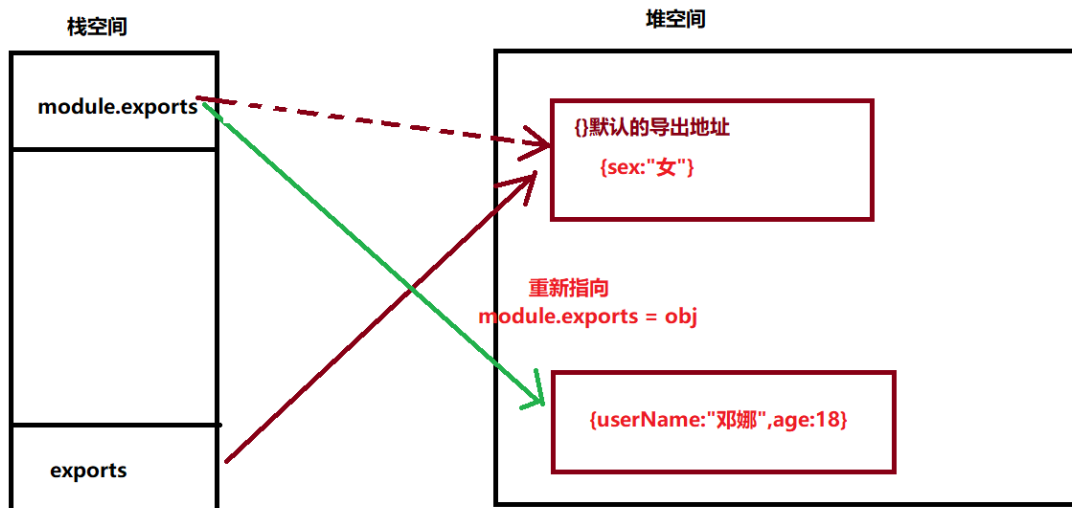 栈空间
堆空间
module.exports
{}默认的导出地址
{sex:"女"}
重新指向
module.exports = obj
{userName:"邓娜",age:18}
exports